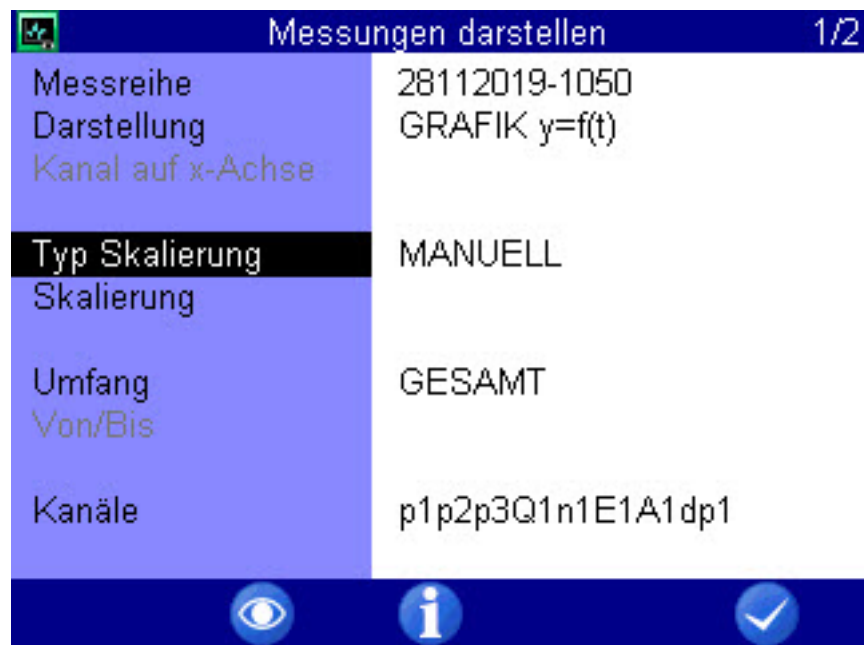 Messungen darstellen 1/2
Messreihe 28112019-1050
Darstellung GRAFIK y=f(t)
Kanal auf x-Achse
Typ Skalierung MANUELL
Skalierung
Umfang GESAMT
Von/Bis
Kanäle p1p2p3Q1n1E1A1dp1